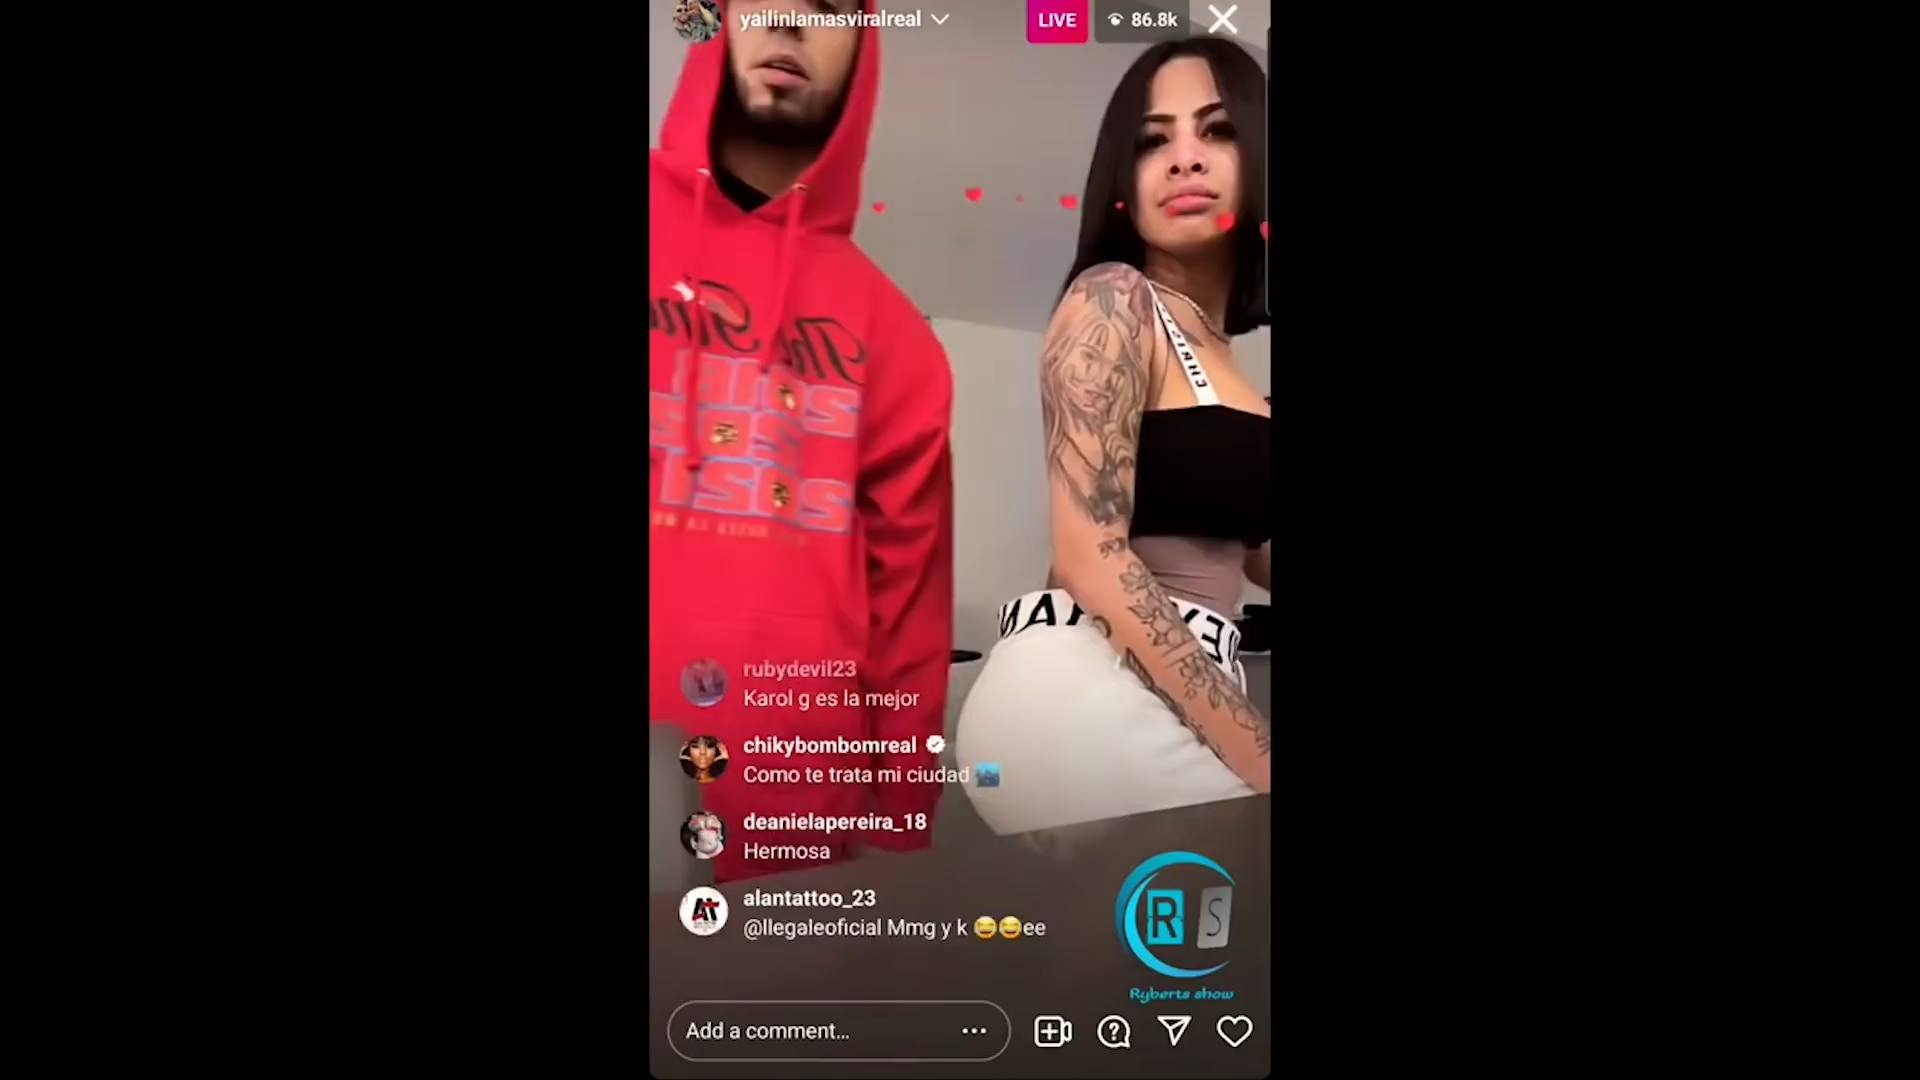 yailinlamasviralreal
LIVE
86.8k
CHRIS
rubydevil23
Karol g es la mejor
chikybombomreal
Como te trata mi ciudad
deanielapereira_18
Hermosa
alantattoo_23
@llegaleoficial Mmg y k 😂😂ee
R S
Ryberts show
Add a comment...